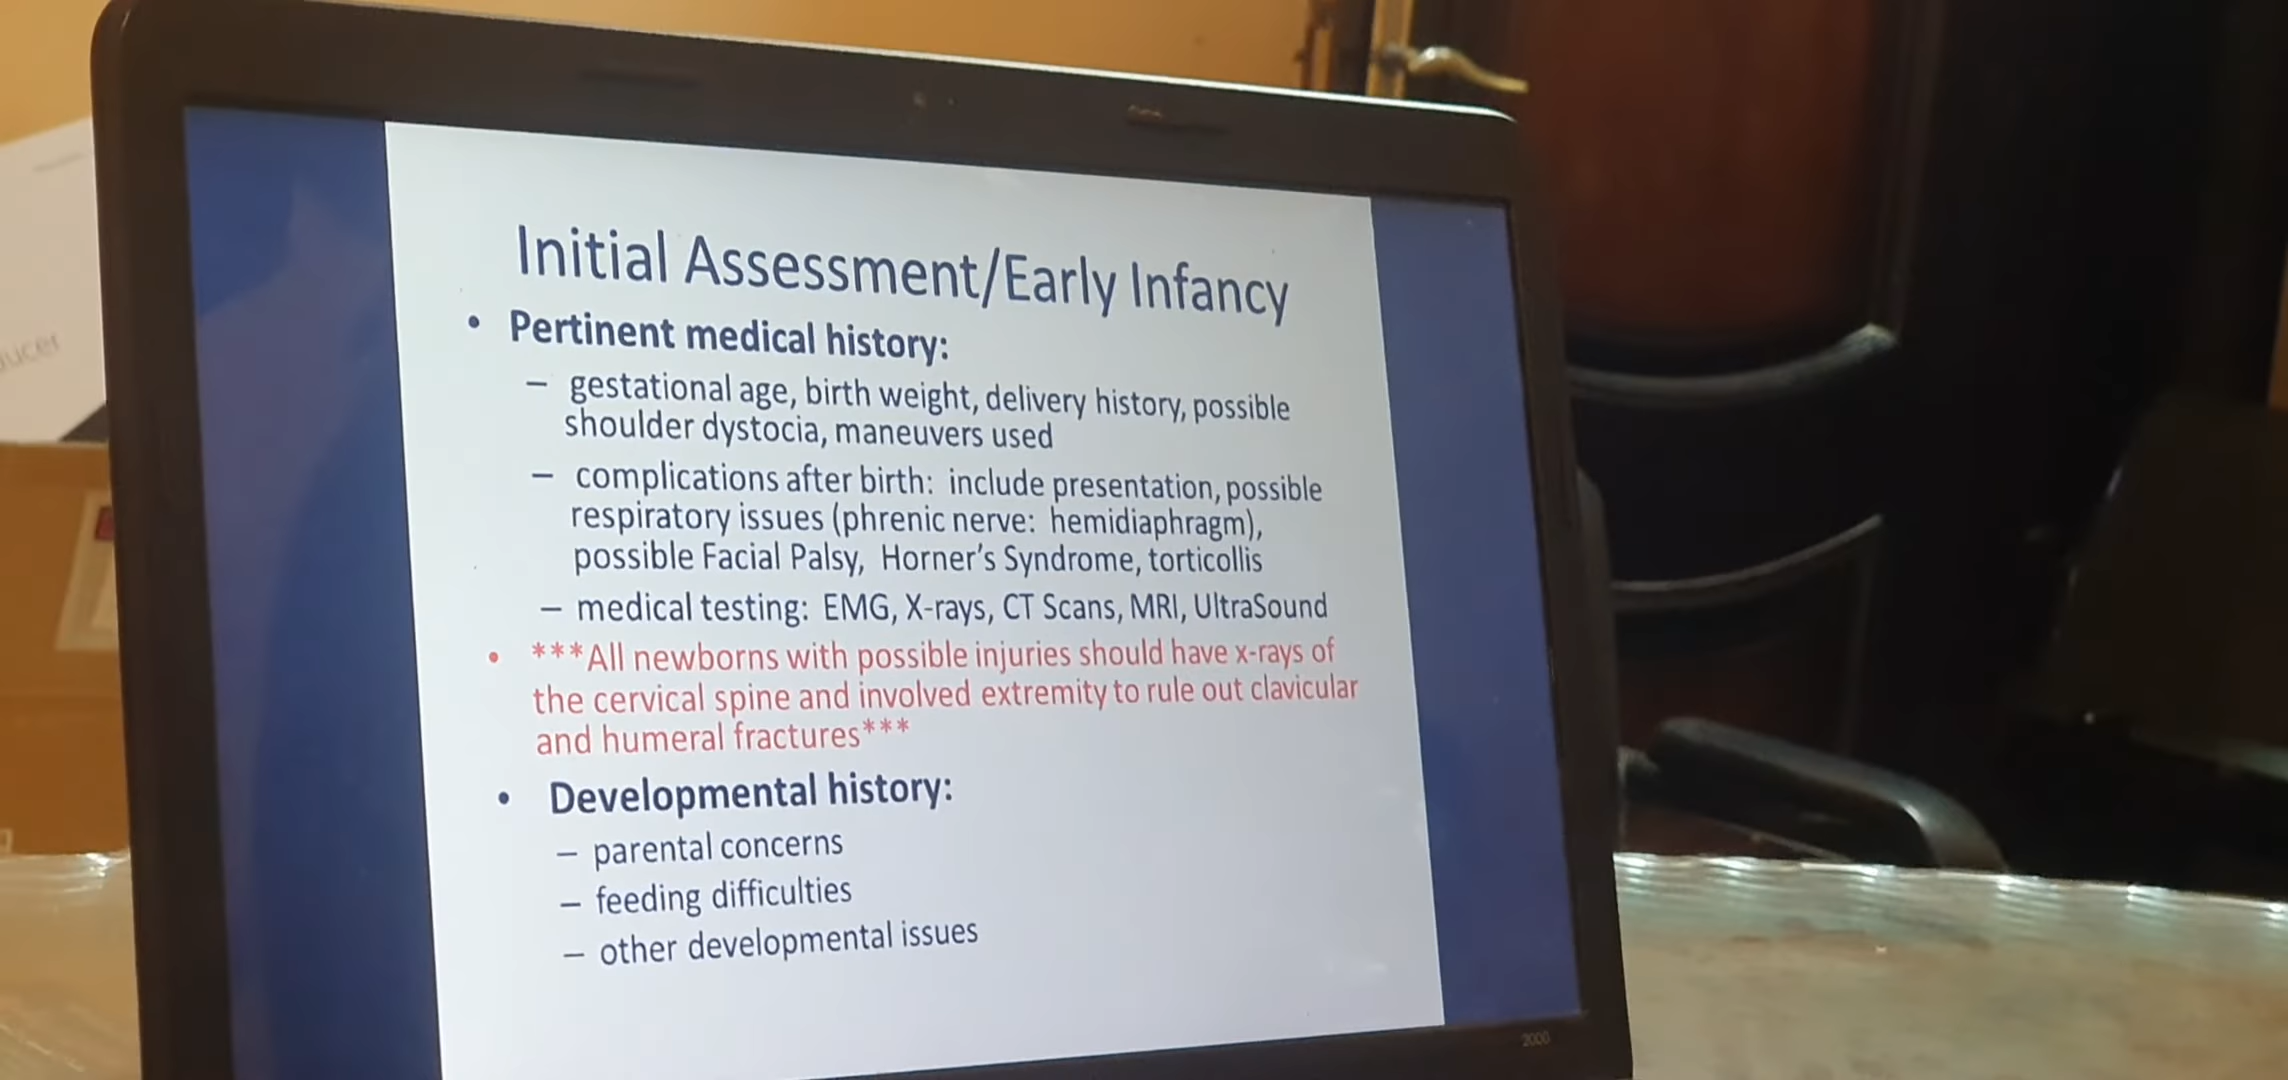 Initial Assessment/Early Infancy
• Pertinent medical history:
– gestational age, birth weight, delivery history, possible
shoulder dystocia, maneuvers used
– complications after birth: include presentation, possible
respiratory issues (phrenic nerve: hemidiaphragm),
possible Facial Palsy, Horner's Syndrome, torticollis
– medical testing: EMG, X-rays, CT Scans, MRI, UltraSound
• ***All newborns with possible injuries should have x-rays of
the cervical spine and involved extremity to rule out clavicular
and humeral fractures***
• Developmental history:
– parental concerns
– feeding difficulties
– other developmental issues
2000